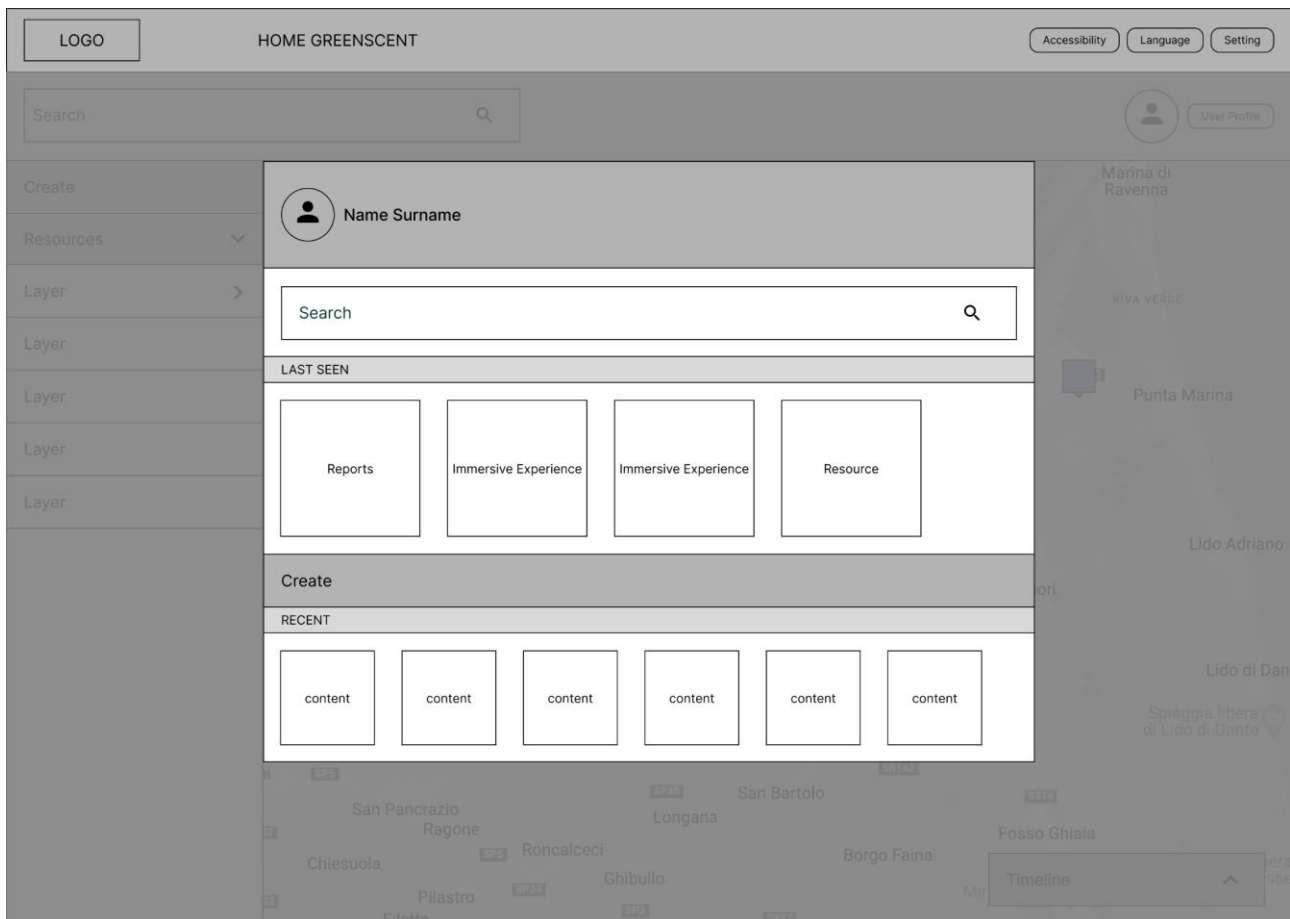 LOGO
HOME GREENSCENT
Accessibility
Language
Setting
Search
User Profile
Create
Resources
Layer
Layer
Layer
Layer
Layer
Name Surname
Search
LAST SEEN
Reports
Immersive Experience
Immersive Experience
Resource
Create
RECENT
content
content
content
content
content
content
Marina di
Ravenna
RIVA VERDE
Punta Marina
Lido Adriano
Lido di Dan
Spiaggia libera
di Lido di Dante
San Bartolo
San Pancrazio
Longana
Ragone
Fosso Ghiaia
Roncalceci
Borgo Faina
Chiesuola
Ghibullo
Pilastro
Timeline